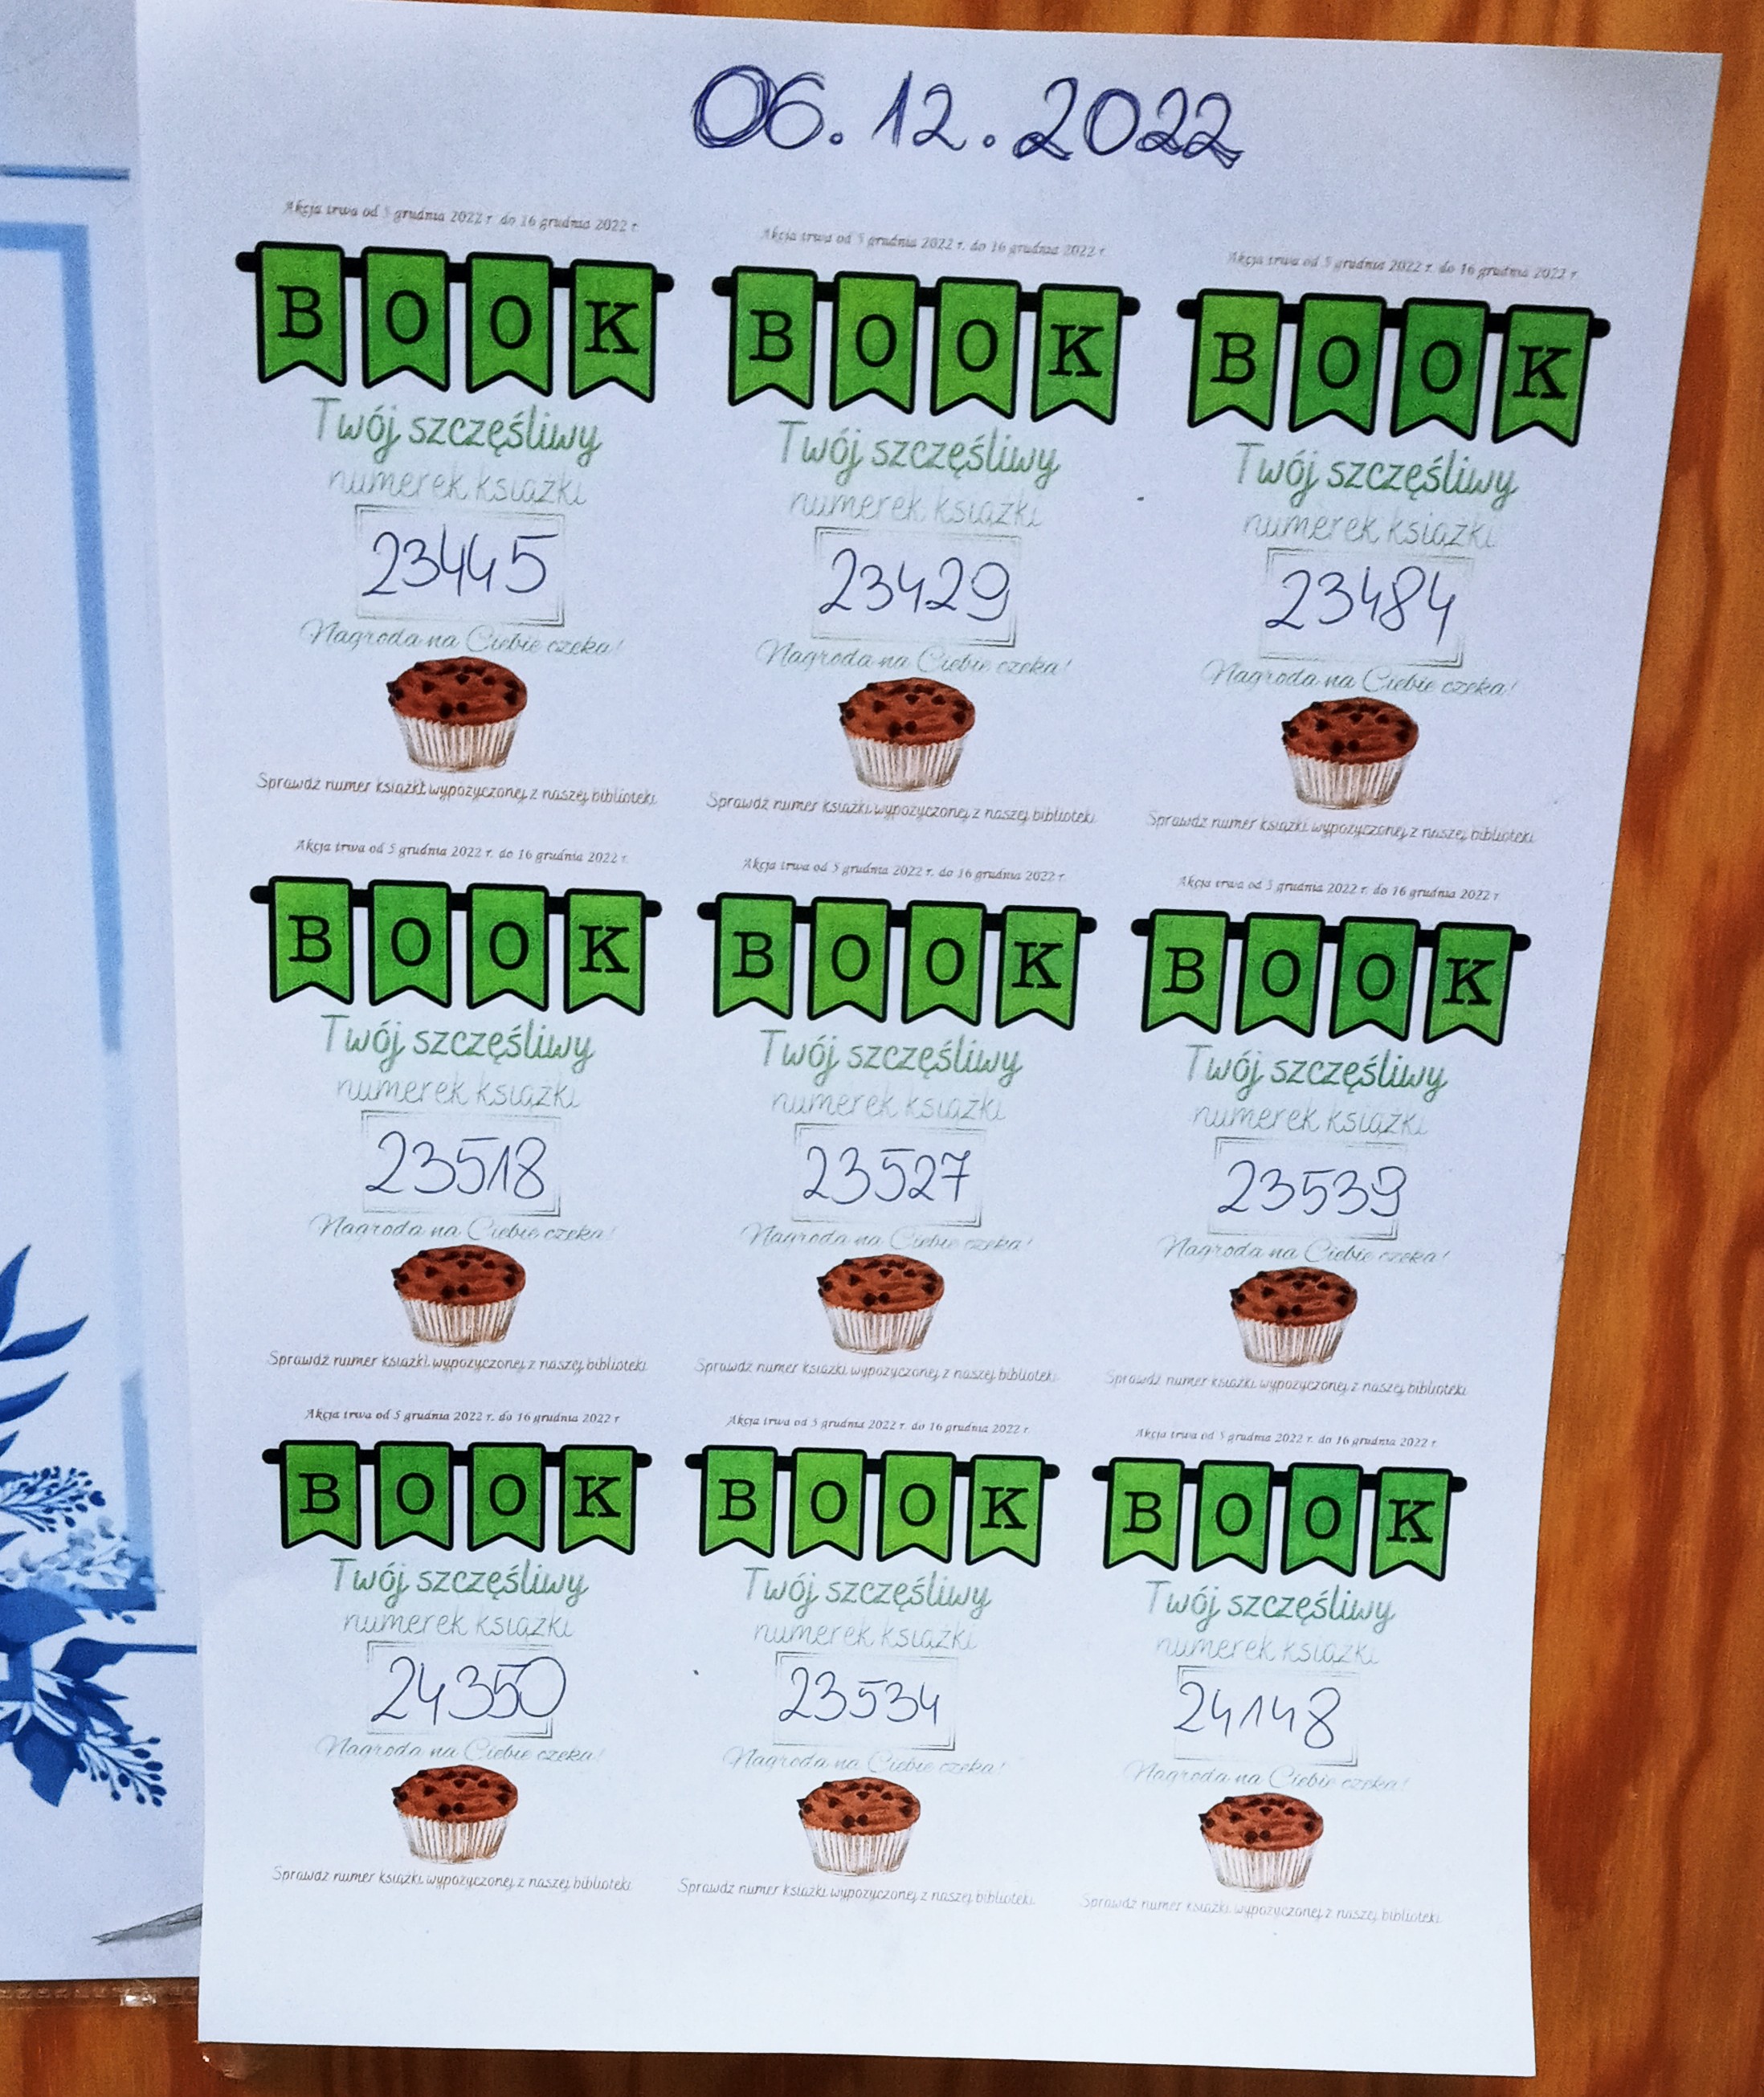 06.12.2022
Akcja trwa od 5 grudnia 2022 r. do 16 grudnia 2022 r.
BOOK
Twój szczęśliwy
numerek książki
23445
Nagroda na Ciebie czeka!
Sprawdź numer książki wypożyczonej z naszej biblioteki.
Akcja trwa od 5 grudnia 2022 r. do 16 grudnia 2022 r.
BOOK
Twój szczęśliwy
numerek książki
23429
Nagroda na Ciebie czeka!
Sprawdź numer książki wypożyczonej z naszej biblioteki.
Akcja trwa od 5 grudnia 2022 r. do 16 grudnia 2022 r.
BOOK
Twój szczęśliwy
numerek książki
23484
Nagroda na Ciebie czeka!
Sprawdź numer książki wypożyczonej z naszej biblioteki.
Akcja trwa od 5 grudnia 2022 r. do 16 grudnia 2022 r.
BOOK
Twój szczęśliwy
numerek książki
23518
Nagroda na Ciebie czeka!
Sprawdź numer książki wypożyczonej z naszej biblioteki.
Akcja trwa od 5 grudnia 2022 r. do 16 grudnia 2022 r.
BOOK
Twój szczęśliwy
numerek książki
23527
Nagroda na Ciebie czeka!
Sprawdź numer książki wypożyczonej z naszej biblioteki.
Akcja trwa od 5 grudnia 2022 r. do 16 grudnia 2022 r.
BOOK
Twój szczęśliwy
numerek książki
23539
Nagroda na Ciebie czeka!
Sprawdź numer książki wypożyczonej z naszej biblioteki.
Akcja trwa od 5 grudnia 2022 r. do 16 grudnia 2022 r.
BOOK
Twój szczęśliwy
numerek książki
24350
Nagroda na Ciebie czeka!
Sprawdź numer książki wypożyczonej z naszej biblioteki.
Akcja trwa od 5 grudnia 2022 r. do 16 grudnia 2022 r.
BOOK
Twój szczęśliwy
numerek książki
23534
Nagroda na Ciebie czeka!
Sprawdź numer książki wypożyczonej z naszej biblioteki.
Akcja trwa od 5 grudnia 2022 r. do 16 grudnia 2022 r.
BOOK
Twój szczęśliwy
numerek książki
24148
Nagroda na Ciebie czeka!
Sprawdź numer książki wypożyczonej z naszej biblioteki.